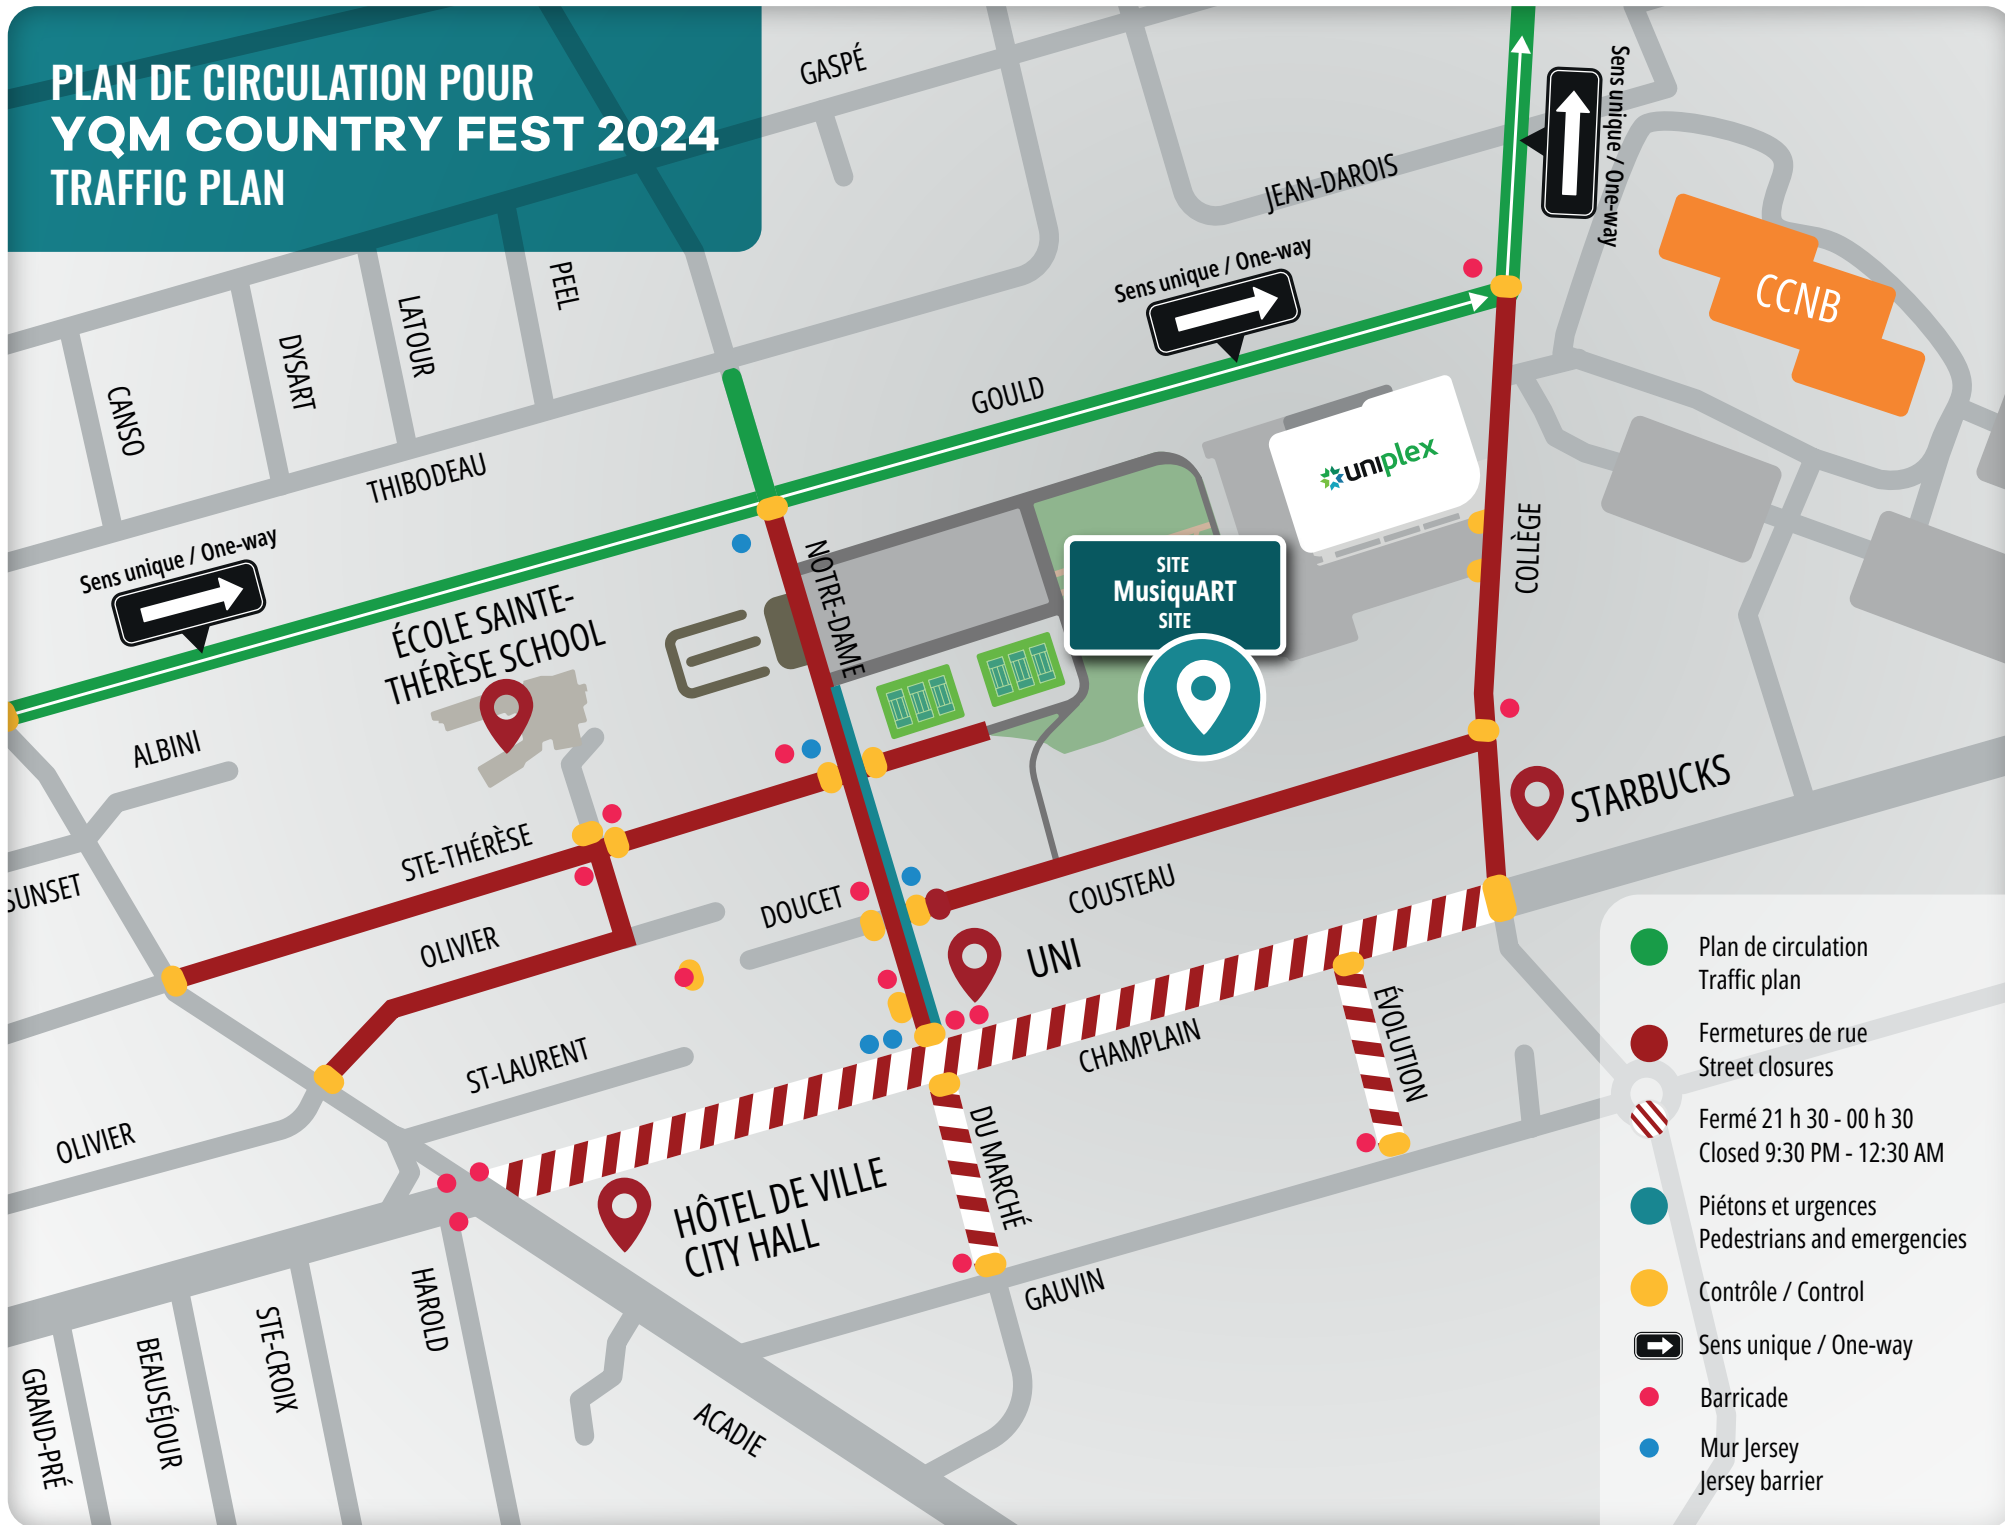 PLAN DE CIRCULATION POUR
YQM COUNTRY FEST 2024
TRAFFIC PLAN
GASPÉ
JEAN-DAROIS
Sens unique / One-way
CCNB
Sens unique / One-way
PEEL
LATOUR
DYSART
CANSO
GOULD
THIBODEAU
uniplex
COLLÈGE
Sens unique / One-way
NOTRE-DAME
SITE
MusiquART
SITE
ÉCOLE SAINTE-
THÉRÈSE SCHOOL
ALBINI
STARBUCKS
STE-THÉRÈSE
SUNSET
DOUCET
COUSTEAU
OLIVIER
UNI
ÉVOLUTION
CHAMPLAIN
ST-LAURENT
OLIVIER
DU MARCHÉ
HÔTEL DE VILLE
CITY HALL
GAUVIN
HAROLD
STE-CROIX
BEAUSÉJOUR
GRAND-PRÉ
ACADIE
Plan de circulation
Traffic plan
Fermetures de rue
Street closures
Fermé 21 h 30 - 00 h 30
Closed 9:30 PM - 12:30 AM
Piétons et urgences
Pedestrians and emergencies
Contrôle / Control
Sens unique / One-way
Barricade
Mur Jersey
Jersey barrier